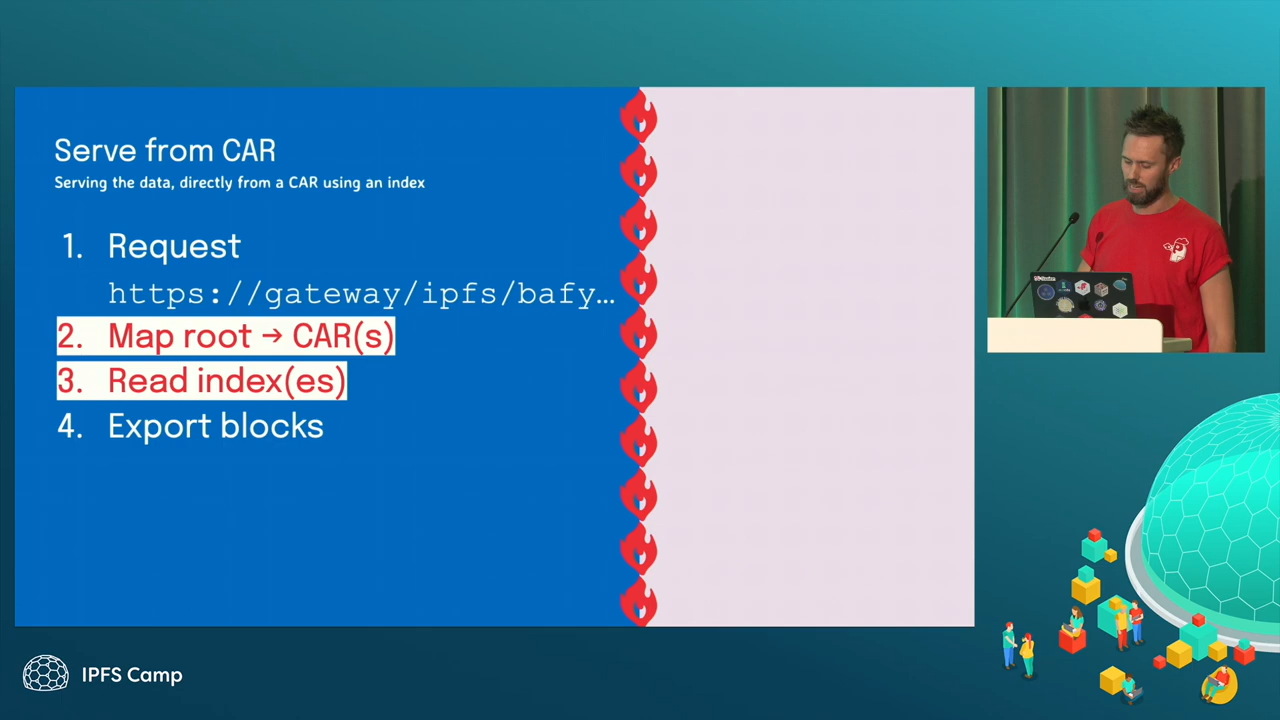 Serve from CAR
Serving the data, directly from a CAR using an index
1. Request
https://gateway/ipfs/bafy…
2. Map root → CAR(s)
3. Read index(es)
4. Export blocks
IPFS Camp